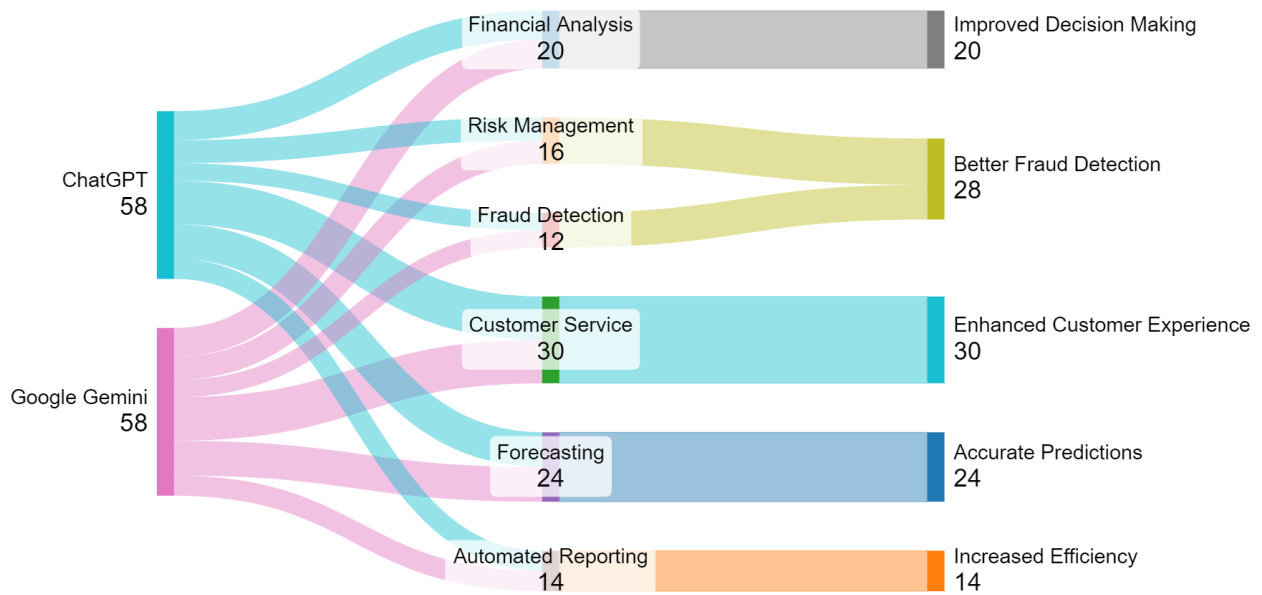 ChatGPT
58
Google Gemini
58
Financial Analysis
20
Risk Management
16
Fraud Detection
12
Customer Service
30
Forecasting
24
Automated Reporting
14
Improved Decision Making
20
Better Fraud Detection
28
Enhanced Customer Experience
30
Accurate Predictions
24
Increased Efficiency
14